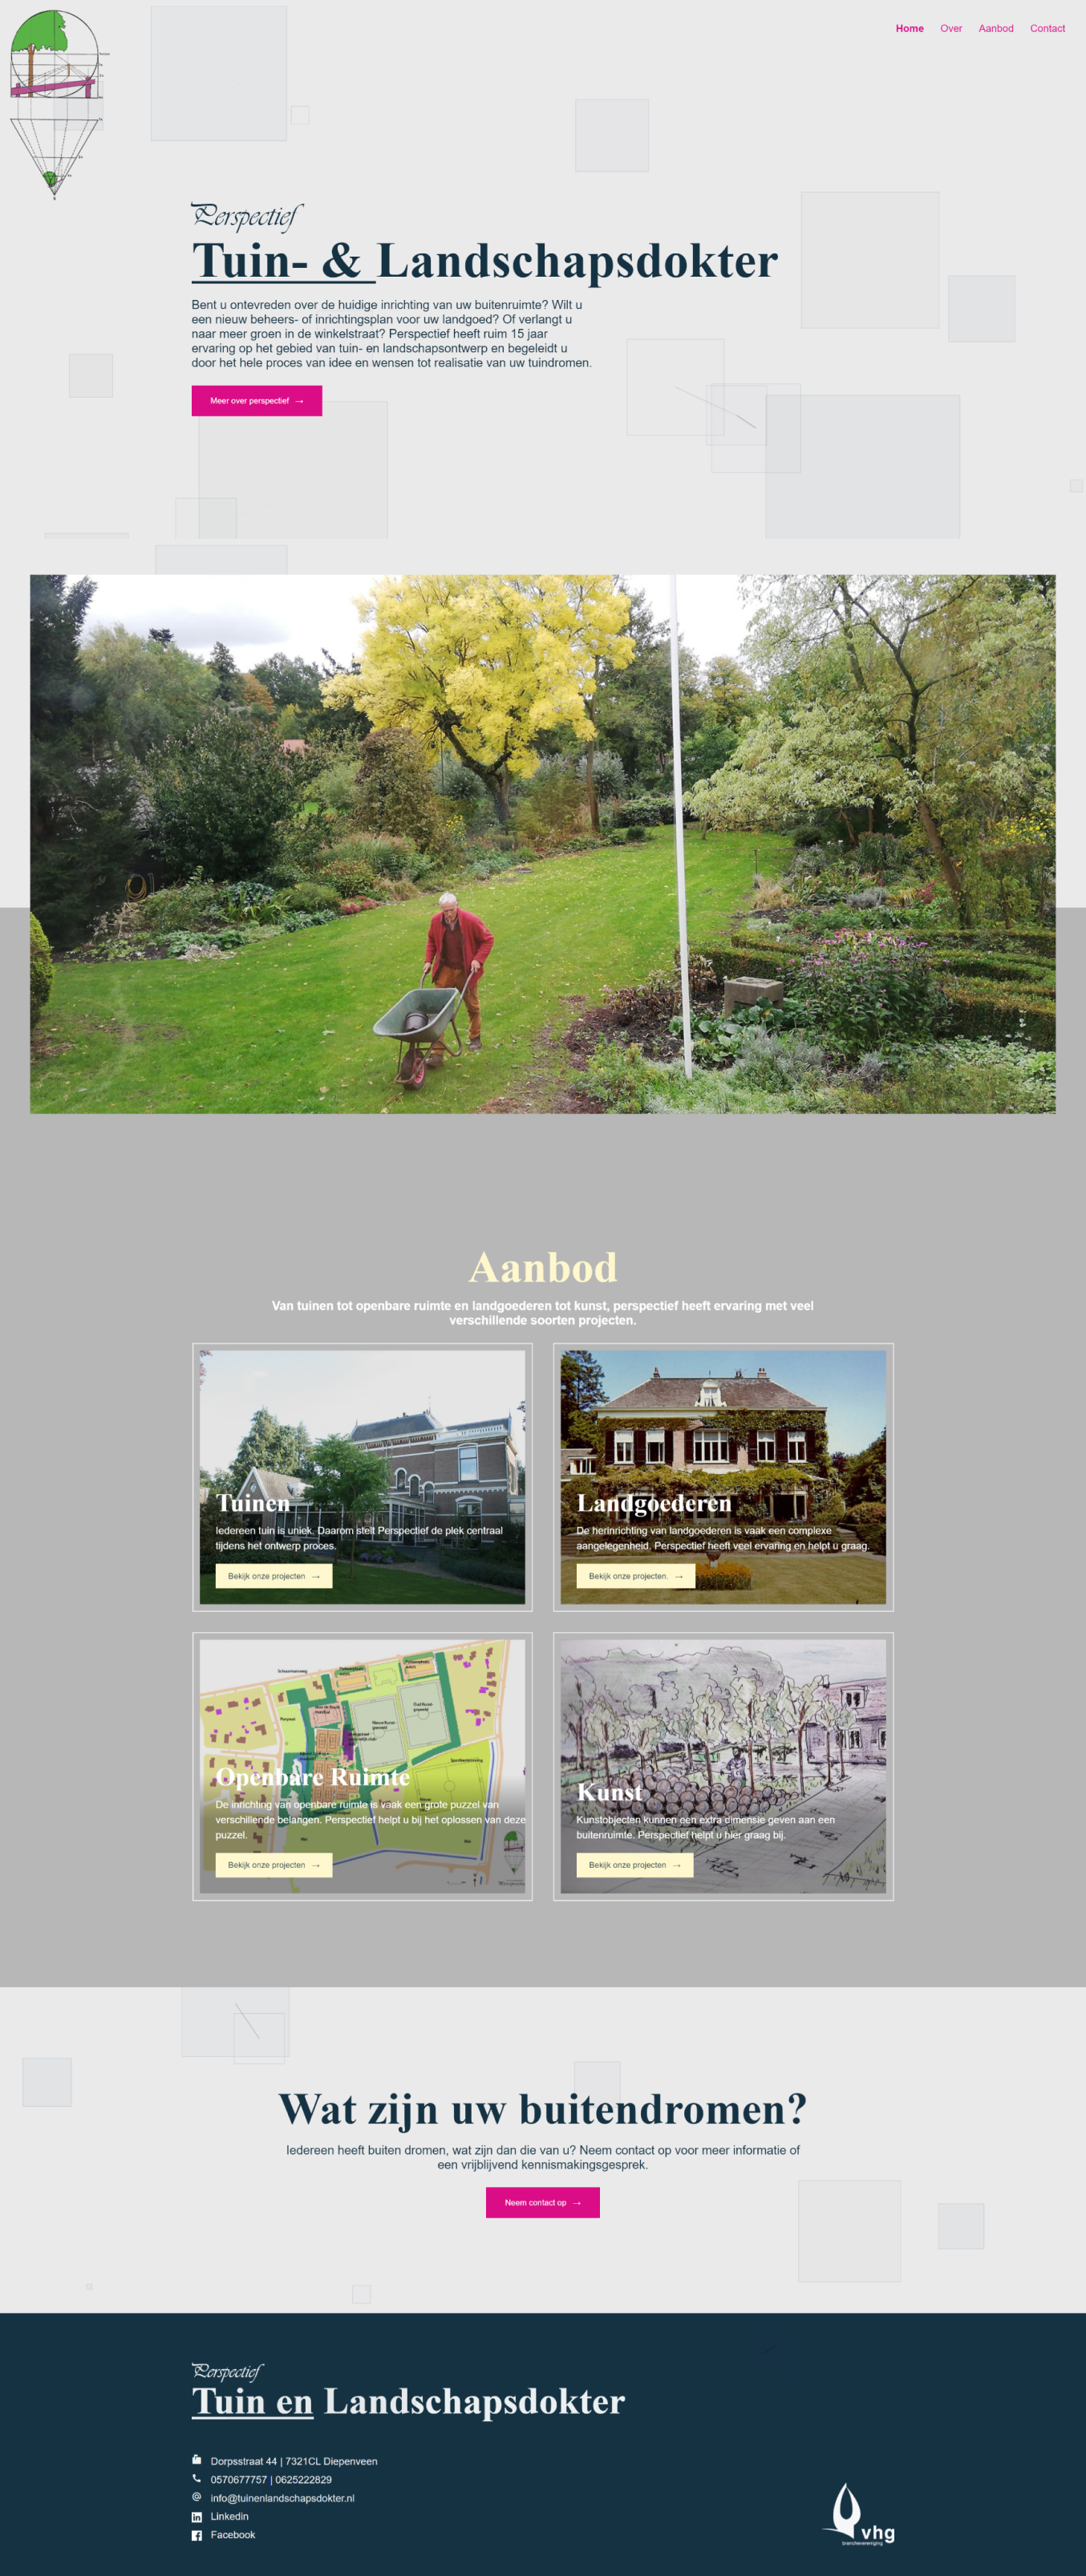 Home Over Aanbod Contact
Perspectief
Tuin- & Landschapsdokter
Bent u ontevreden over de huidige inrichting van uw buitenruimte? Wilt u
een nieuw beheers- of inrichtingsplan voor uw landgoed? Of verlangt u
naar meer groen in de winkelstraat? Perspectief heeft ruim 15 jaar
ervaring op het gebied van tuin- en landschapsontwerp en begeleidt u
door het hele proces van idee en wensen tot realisatie van uw tuindromen.
Meer over perspectief →
Aanbod
Van tuinen tot openbare ruimte en landgoederen tot kunst, perspectief heeft ervaring met veel
verschillende soorten projecten.
Tuinen
Iedereen tuin is uniek. Daarom stelt Perspectief de plek centraal
tijdens het ontwerp proces.
Bekijk onze projecten →
Landgoederen
De herinrichting van landgoederen is vaak een complexe
aangelegenheid. Perspectief heeft veel ervaring en helpt u graag.
Bekijk onze projecten. →
Openbare Ruimte
De inrichting van openbare ruimte is vaak een grote puzzel van
verschillende belangen. Perspectief helpt u bij het oplossen van deze
puzzel.
Bekijk onze projecten →
Kunst
Kunstobjecten kunnen een extra dimensie geven aan een
buitenruimte. Perspectief helpt u hier graag bij.
Bekijk onze projecten →
Wat zijn uw buitendromen?
Iedereen heeft buiten dromen, wat zijn dan die van u? Neem contact op voor meer informatie of
een vrijblijvend kennismakingsgesprek.
Neem contact op →
Perspectief
Tuin en Landschapsdokter
Dorpsstraat 44 | 7321CL Diepenveen
0570677757 | 0625222829
info@tuinenlandschapsdokter.nl
Linkedin
Facebook
vhg
branchevereniging